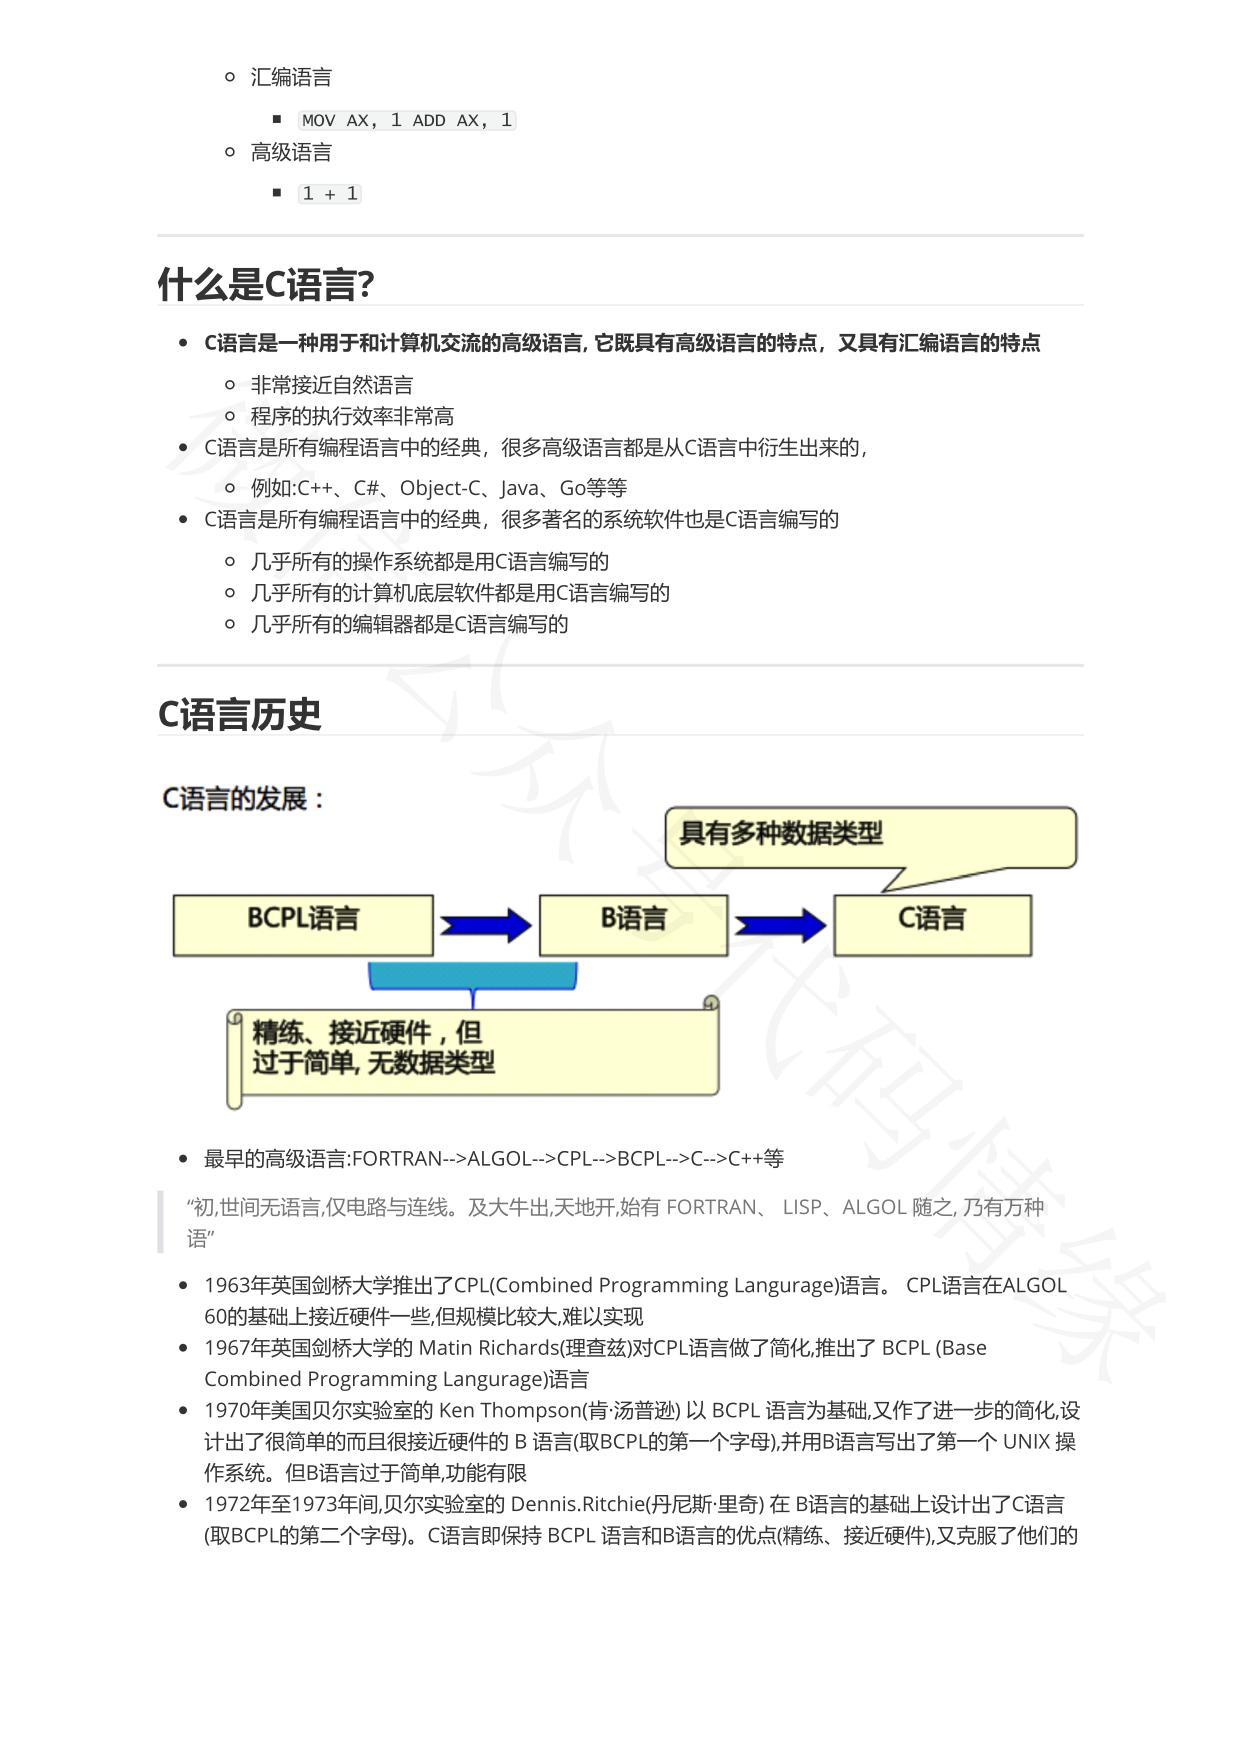 汇编语言
MOV AX, 1 ADD AX, 1
高级语言
1 + 1
什么是C语言?
C语言是一种用于和计算机交流的高级语言, 它既具有高级语言的特点，又具有汇编语言的特点
非常接近自然语言
程序的执行效率非常高
C语言是所有编程语言中的经典，很多高级语言都是从C语言中衍生出来的，
例如:C++、C#、Object-C、Java、Go等等
C语言是所有编程语言中的经典，很多著名的系统软件也是C语言编写的
几乎所有的操作系统都是用C语言编写的
几乎所有的计算机底层软件都是用C语言编写的
几乎所有的编辑器都是C语言编写的
C语言历史
C语言的发展：
具有多种数据类型
BCPL语言
B语言
C语言
精练、接近硬件，但
过于简单, 无数据类型
最早的高级语言:FORTRAN-->ALGOL-->CPL-->BCPL-->C-->C++等
“初,世间无语言,仅电路与连线。及大牛出,天地开,始有 FORTRAN、 LISP、ALGOL 随之, 乃有万种
语”
1963年英国剑桥大学推出了CPL(Combined Programming Langurage)语言。 CPL语言在ALGOL
60的基础上接近硬件一些,但规模比较大,难以实现
1967年英国剑桥大学的 Matin Richards(理查兹)对CPL语言做了简化,推出了 BCPL (Base
Combined Programming Langurage)语言
1970年美国贝尔实验室的 Ken Thompson(肯·汤普逊) 以 BCPL 语言为基础,又作了进一步的简化,设
计出了很简单的而且很接近硬件的 B 语言(取BCPL的第一个字母),并用B语言写出了第一个 UNIX 操
作系统。但B语言过于简单,功能有限
1972年至1973年间,贝尔实验室的 Dennis.Ritchie(丹尼斯·里奇) 在 B语言的基础上设计出了C语言
(取BCPL的第二个字母)。C语言即保持 BCPL 语言和B语言的优点(精练、接近硬件),又克服了他们的
微信公众号代码情缘